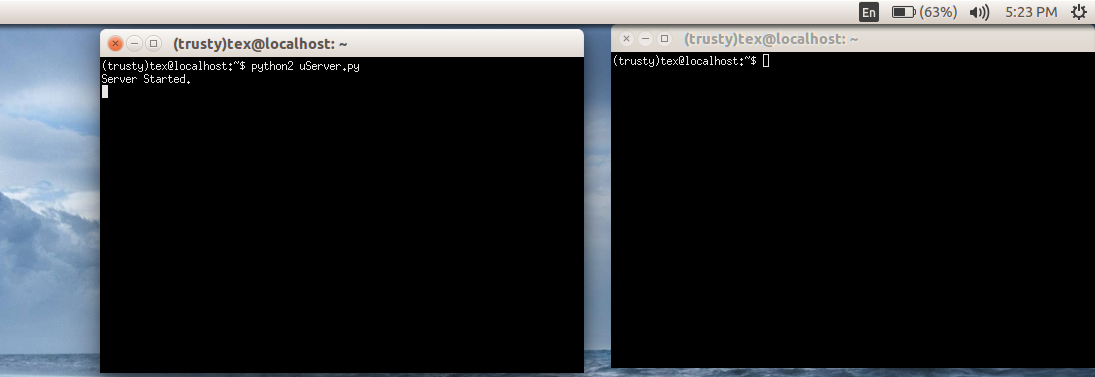 En (63%) 5:23 PM
(trusty)tex@localhost: ~
(trusty)tex@localhost:~$ python2 uServer.py
Server Started.
(trusty)tex@localhost: ~
(trusty)tex@localhost:~$